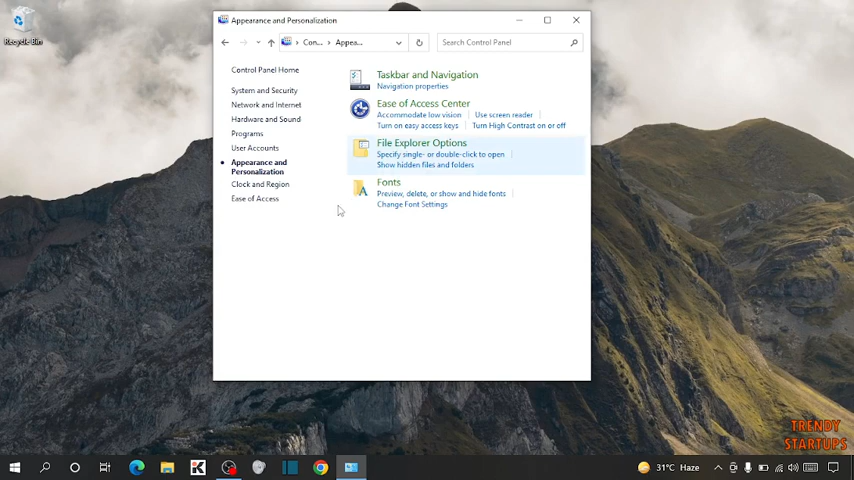 Recycle Bin
Appearance and Personalization
Con... Appea...
Search Control Panel
Control Panel Home
System and Security
Network and Internet
Hardware and Sound
Programs
User Accounts
Appearance and
Personalization
Clock and Region
Ease of Access
Taskbar and Navigation
Navigation properties
Ease of Access Center
Accommodate low vision
Use screen reader
Turn on easy access keys
Turn High Contrast on or off
File Explorer Options
Specify single- or double-click to open
Show hidden files and folders
Fonts
Preview, delete, or show and hide fonts
Change Font Settings
TRENDY
STARTUPS
31°C Haze